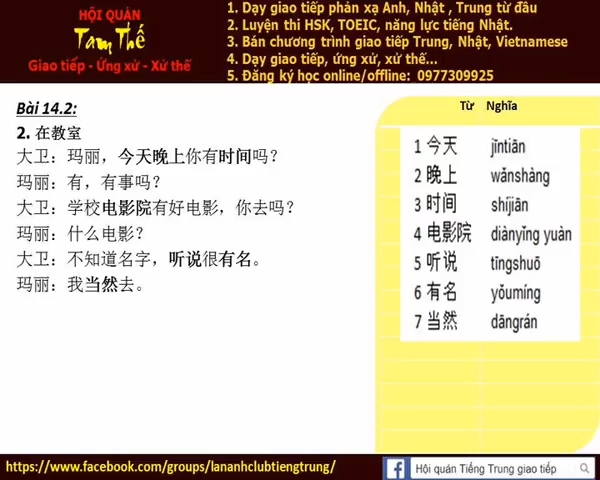 HỘI QUÁN
Tam Thế
Giao tiếp - Ứng xử - Xử thế
1. Dạy giao tiếp phản xạ Anh, Nhật , Trung từ đầu
2. Luyện thi HSK, TOEIC, năng lực tiếng Nhật.
3. Bán chương trình giao tiếp Trung, Nhật, Vietnamese
4. Dạy giao tiếp, ứng xử, xử thế...
5. Đăng ký học online/offline: 0977309925
Bài 14.2:
2. 在教室
大卫：玛丽，今天晚上你有时间吗？
玛丽：有，有事吗？
大卫：学校电影院有好电影，你去吗？
玛丽：什么电影？
大卫：不知道名字，听说很有名。
玛丽：我当然去。
Từ Nghĩa
1 今天 jīntiān
2 晚上 wǎnshàng
3 时间 shíjiān
4 电影院 diànyǐng yuàn
5 听说 tīngshuō
6 有名 yǒumíng
7 当然 dāngrán
https://www.facebook.com/groups/lananhclubtiengtrung/
Hội quán Tiếng Trung giao tiếp